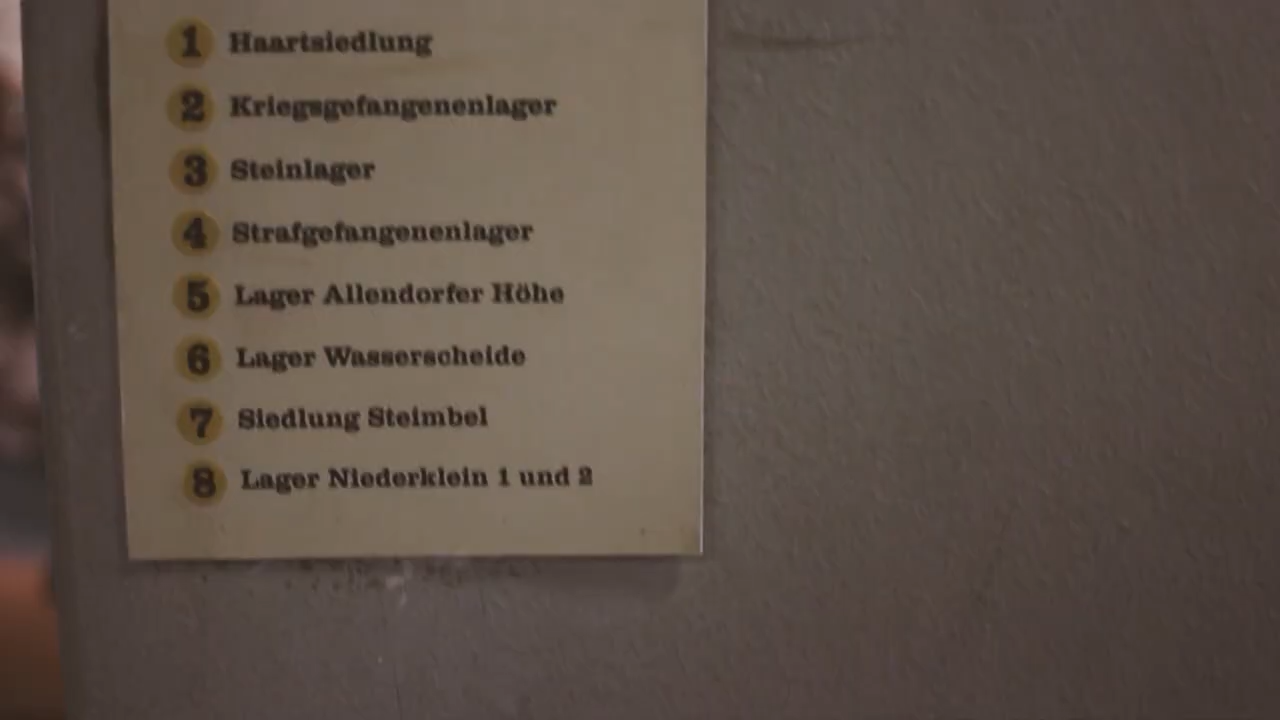 1 Haartsiedlung
2 Kriegsgefangenenlager
3 Steinlager
4 Strafgefangenenlager
5 Lager Allendorfer Höhe
6 Lager Wasserscheide
7 Siedlung Steimbel
8 Lager Niederklein 1 und 2